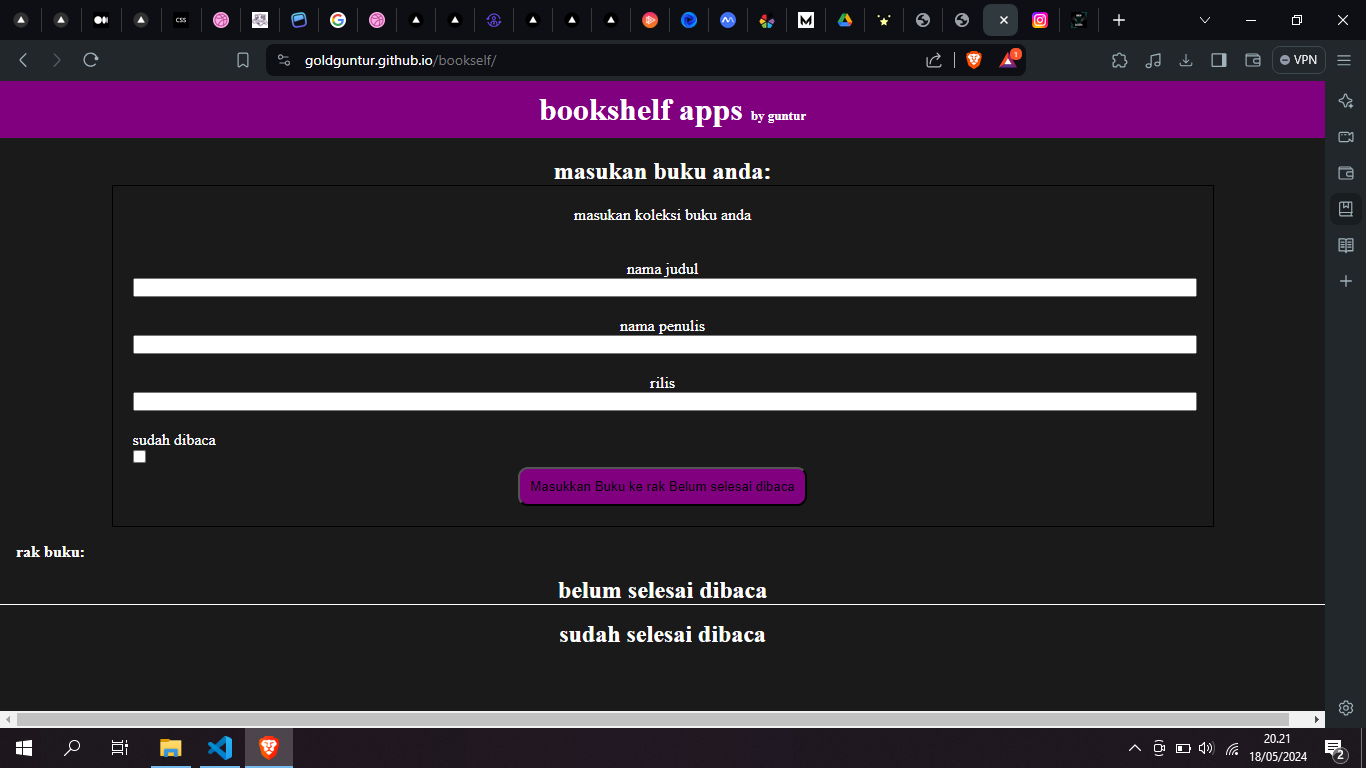 CSS
M
goldguntur.github.io/bookself/
1
VPN
bookshelf apps by guntur
masukan buku anda:
masukan koleksi buku anda
nama judul
nama penulis
rilis
sudah dibaca
Masukkan Buku ke rak Belum selesai dibaca
rak buku:
belum selesai dibaca
sudah selesai dibaca
20.21
18/05/2024
2